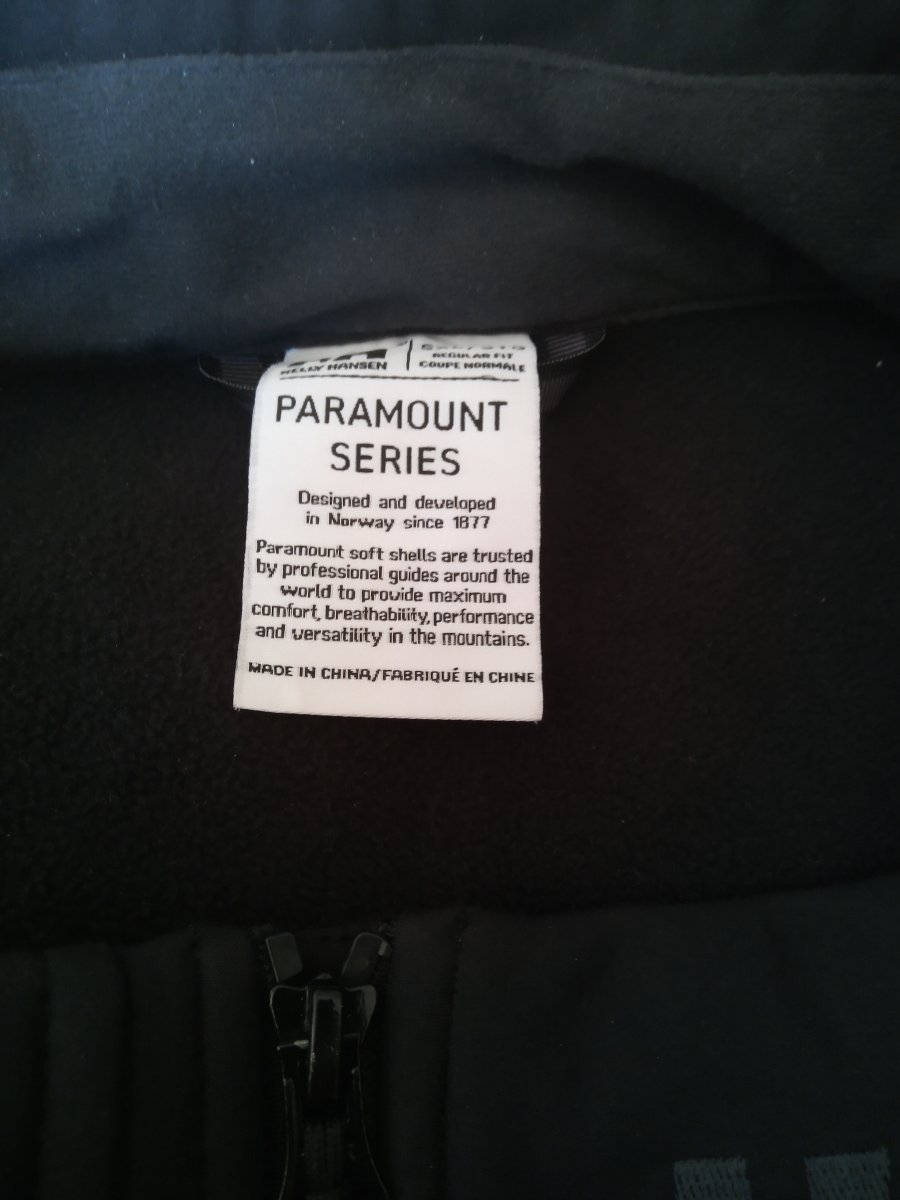 HELLY HANSEN
REGULAR FIT
COUPE NORMALE
PARAMOUNT
SERIES
Designed and developed
in Norway since 1877
Paramount soft shells are trusted
by professional guides around the
world to provide maximum
comfort, breathability, performance
and versatility in the mountains.
MADE IN CHINA/FABRIQUÉ EN CHINE